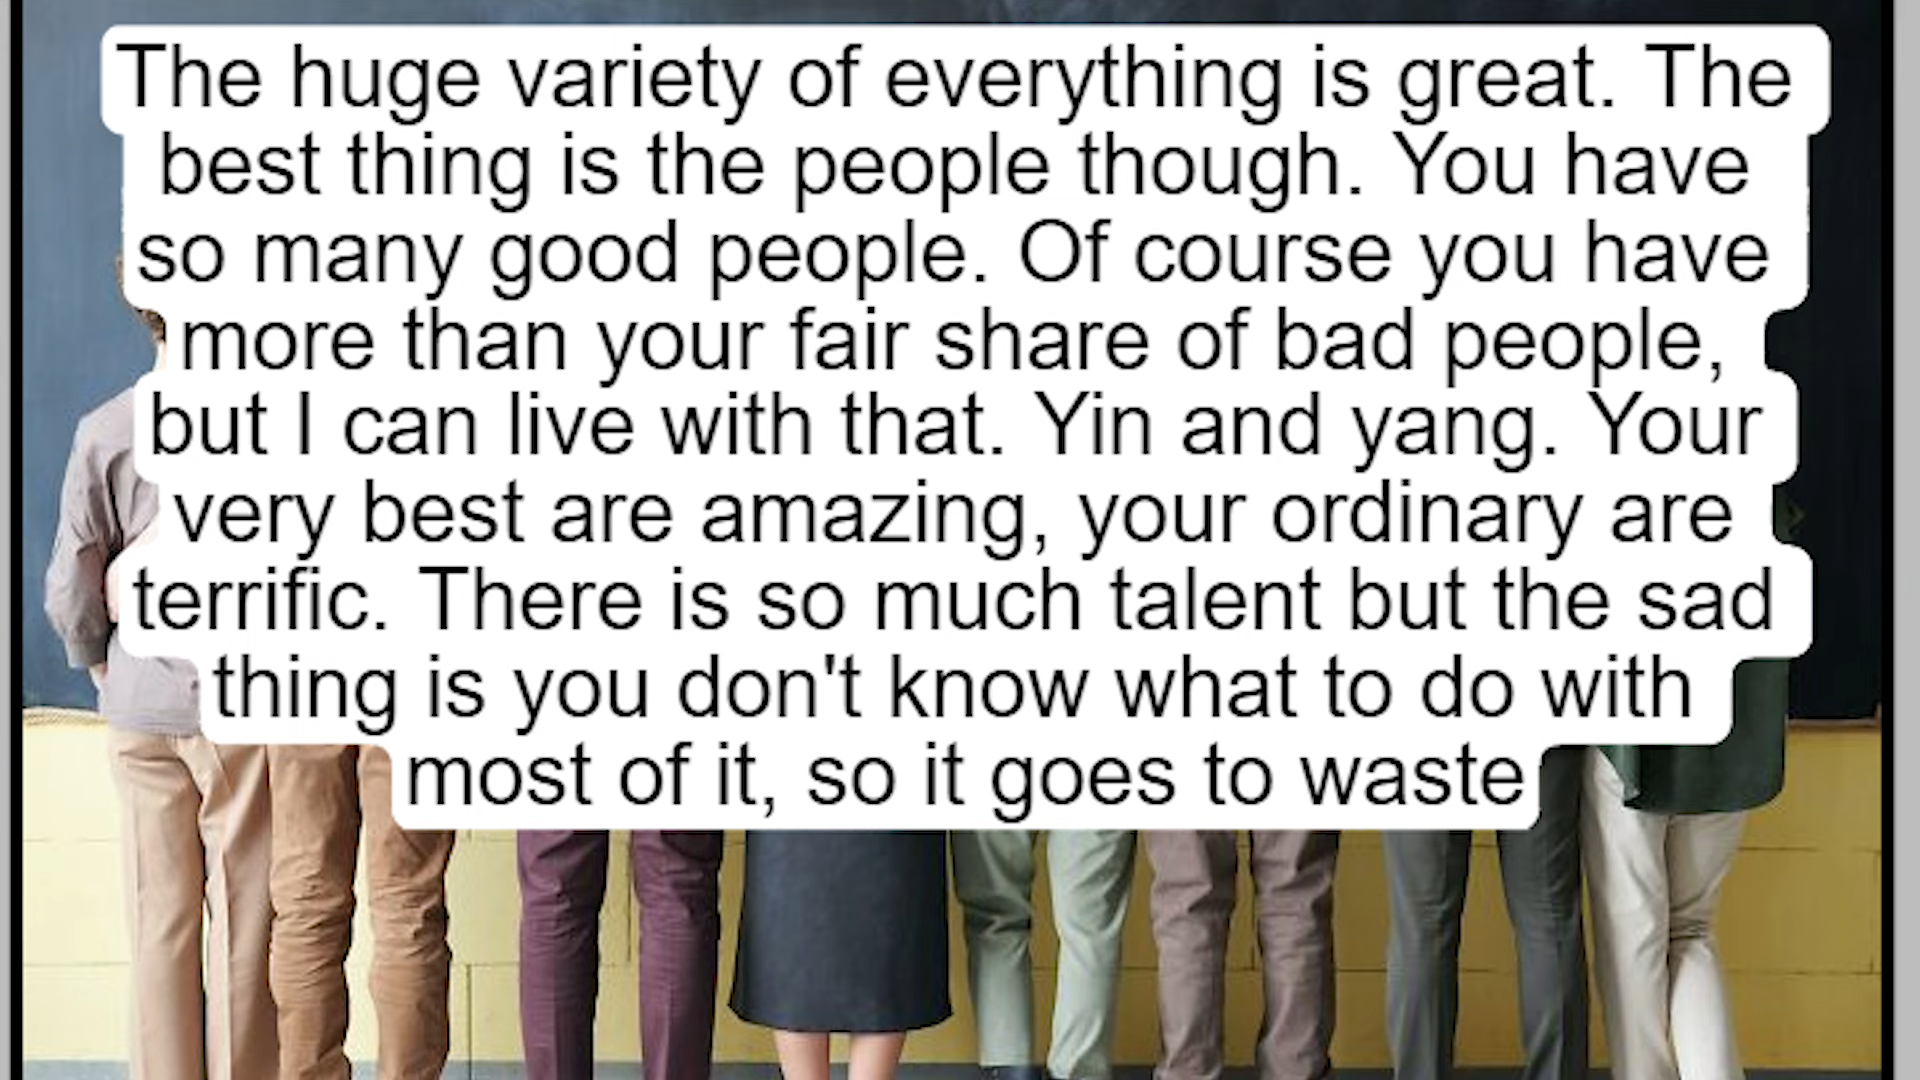 The huge variety of everything is great. The
best thing is the people though. You have
so many good people. Of course you have
more than your fair share of bad people,
but I can live with that. Yin and yang. Your
very best are amazing, your ordinary are
terrific. There is so much talent but the sad
thing is you don't know what to do with
most of it, so it goes to waste